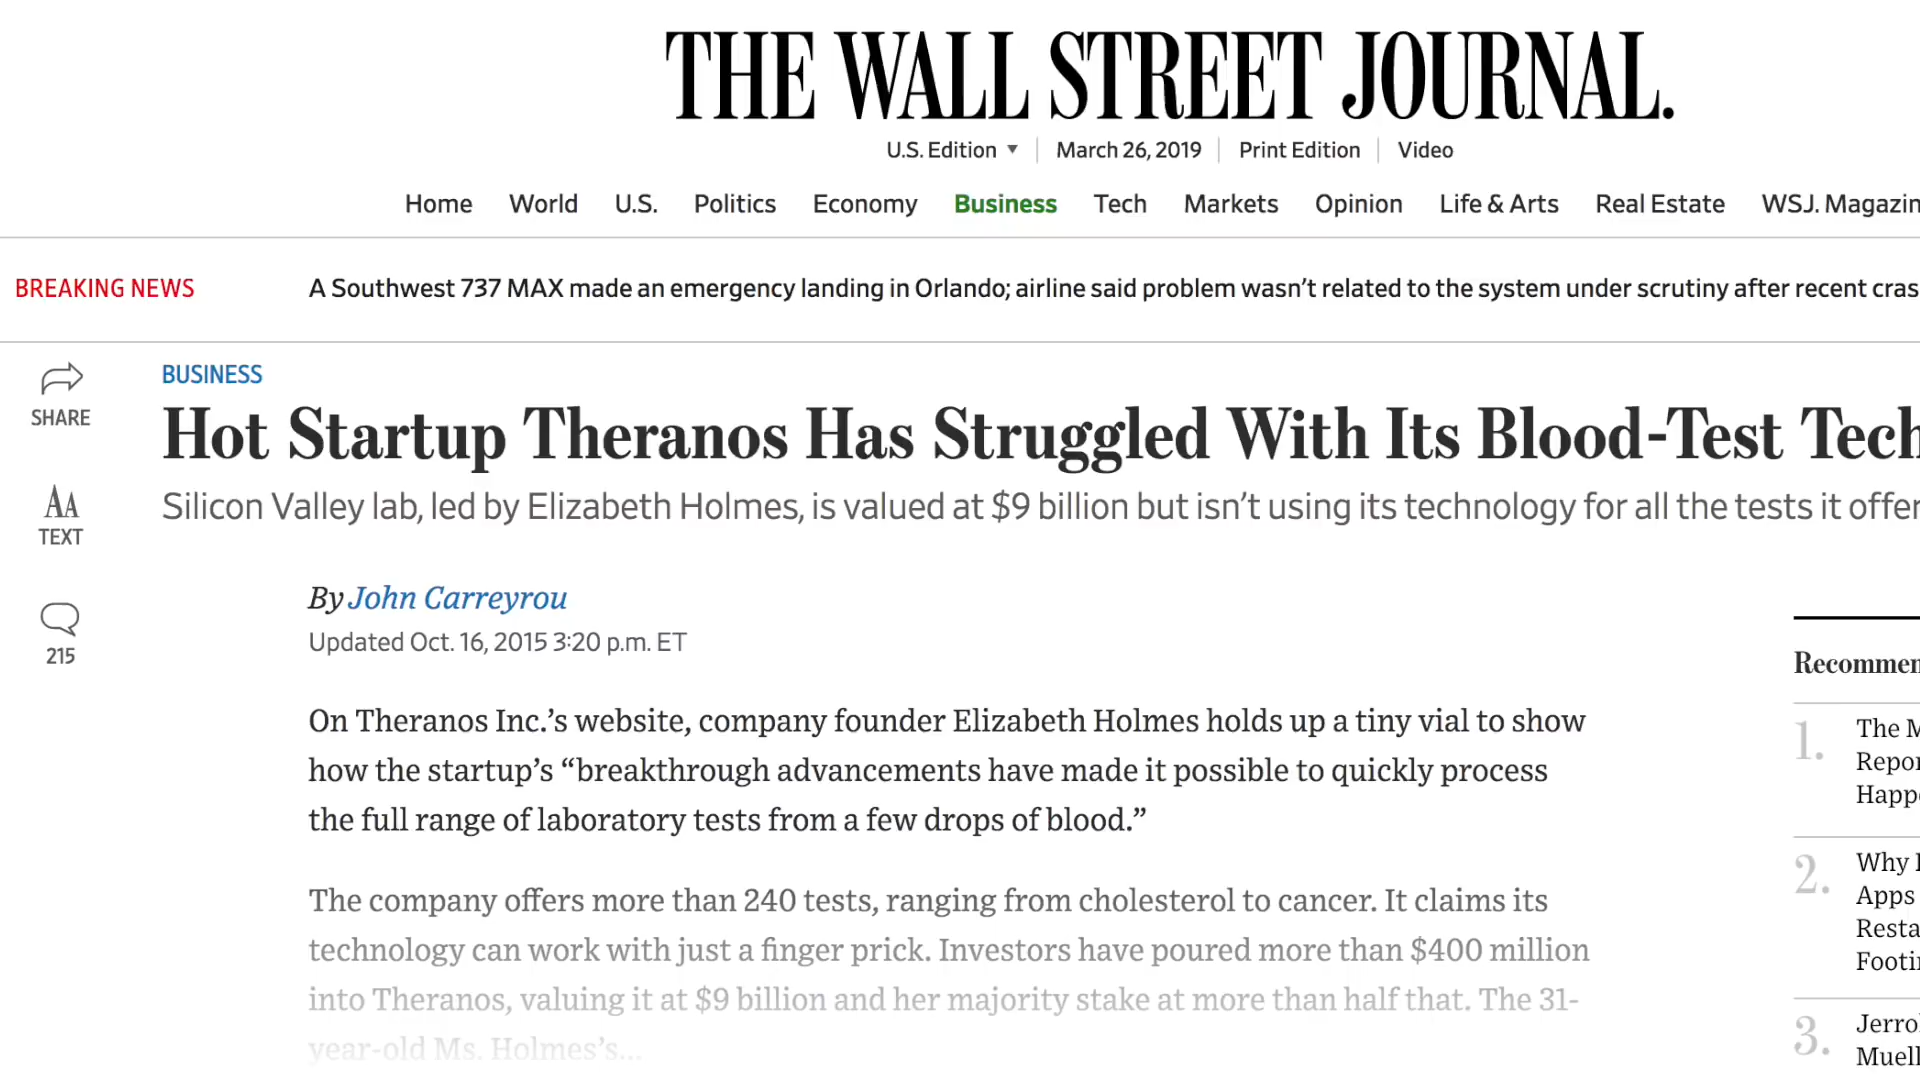 THE WALL STREET JOURNAL.
U.S. Edition March 26, 2019 Print Edition Video
Home World U.S. Politics Economy Business Tech Markets Opinion Life & Arts Real Estate WSJ. Magazin
BREAKING NEWS A Southwest 737 MAX made an emergency landing in Orlando; airline said problem wasn’t related to the system under scrutiny after recent cras
SHARE
BUSINESS
Hot Startup Theranos Has Struggled With Its Blood-Test Tech
Silicon Valley lab, led by Elizabeth Holmes, is valued at $9 billion but isn’t using its technology for all the tests it offer
AA
TEXT
215
By John Carreyrou
Updated Oct. 16, 2015 3:20 p.m. ET
On Theranos Inc.’s website, company founder Elizabeth Holmes holds up a tiny vial to show
how the startup’s “breakthrough advancements have made it possible to quickly process
the full range of laboratory tests from a few drops of blood.”
The company offers more than 240 tests, ranging from cholesterol to cancer. It claims its
technology can work with just a finger prick. Investors have poured more than $400 million
into Theranos, valuing it at $9 billion and her majority stake at more than half that. The 31-
year-old Ms. Holmes’s...
Recommen
1. The M
Repor
Happe
2. Why
Apps
Resta
Footi
3. Jerro
Muell